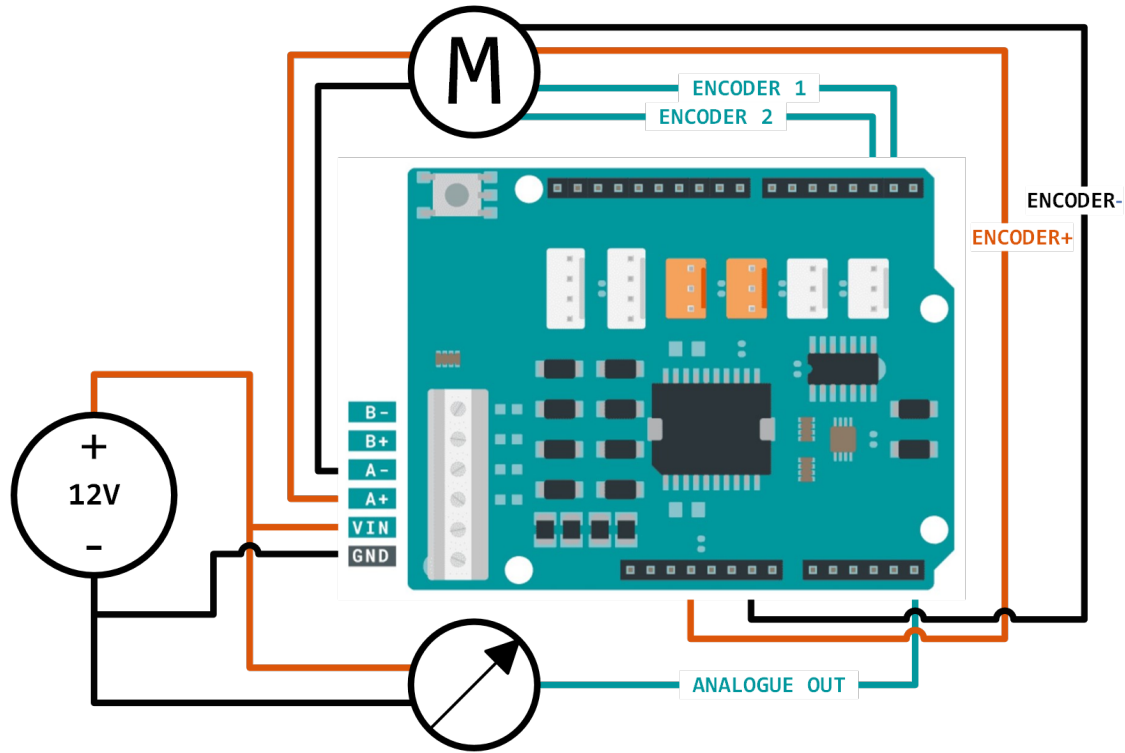 M
ENCODER 1
ENCODER 2
ENCODER-
ENCODER+
B-
B+
A-
A+
VIN
GND
+
12V
-
ANALOGUE OUT